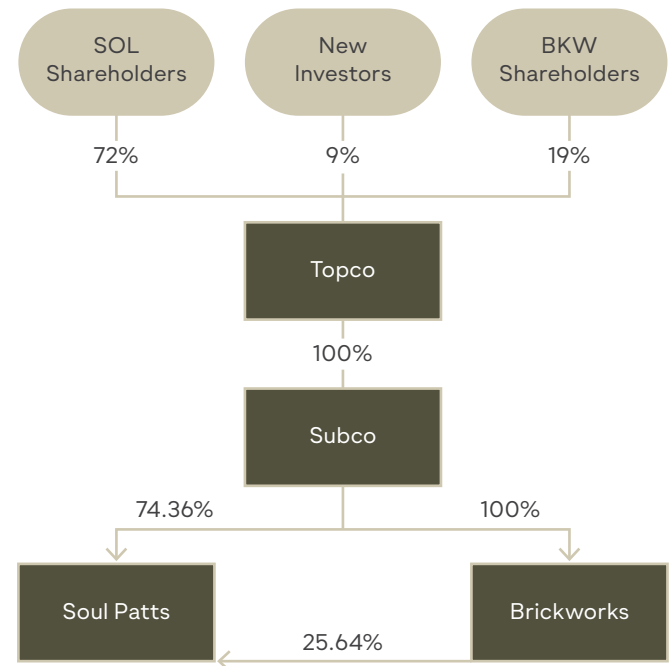 SOL
Shareholders
New
Investors
BKW
Shareholders
72%
9%
19%
Topco
100%
Subco
74.36%
100%
Soul Patts
Brickworks
25.64%